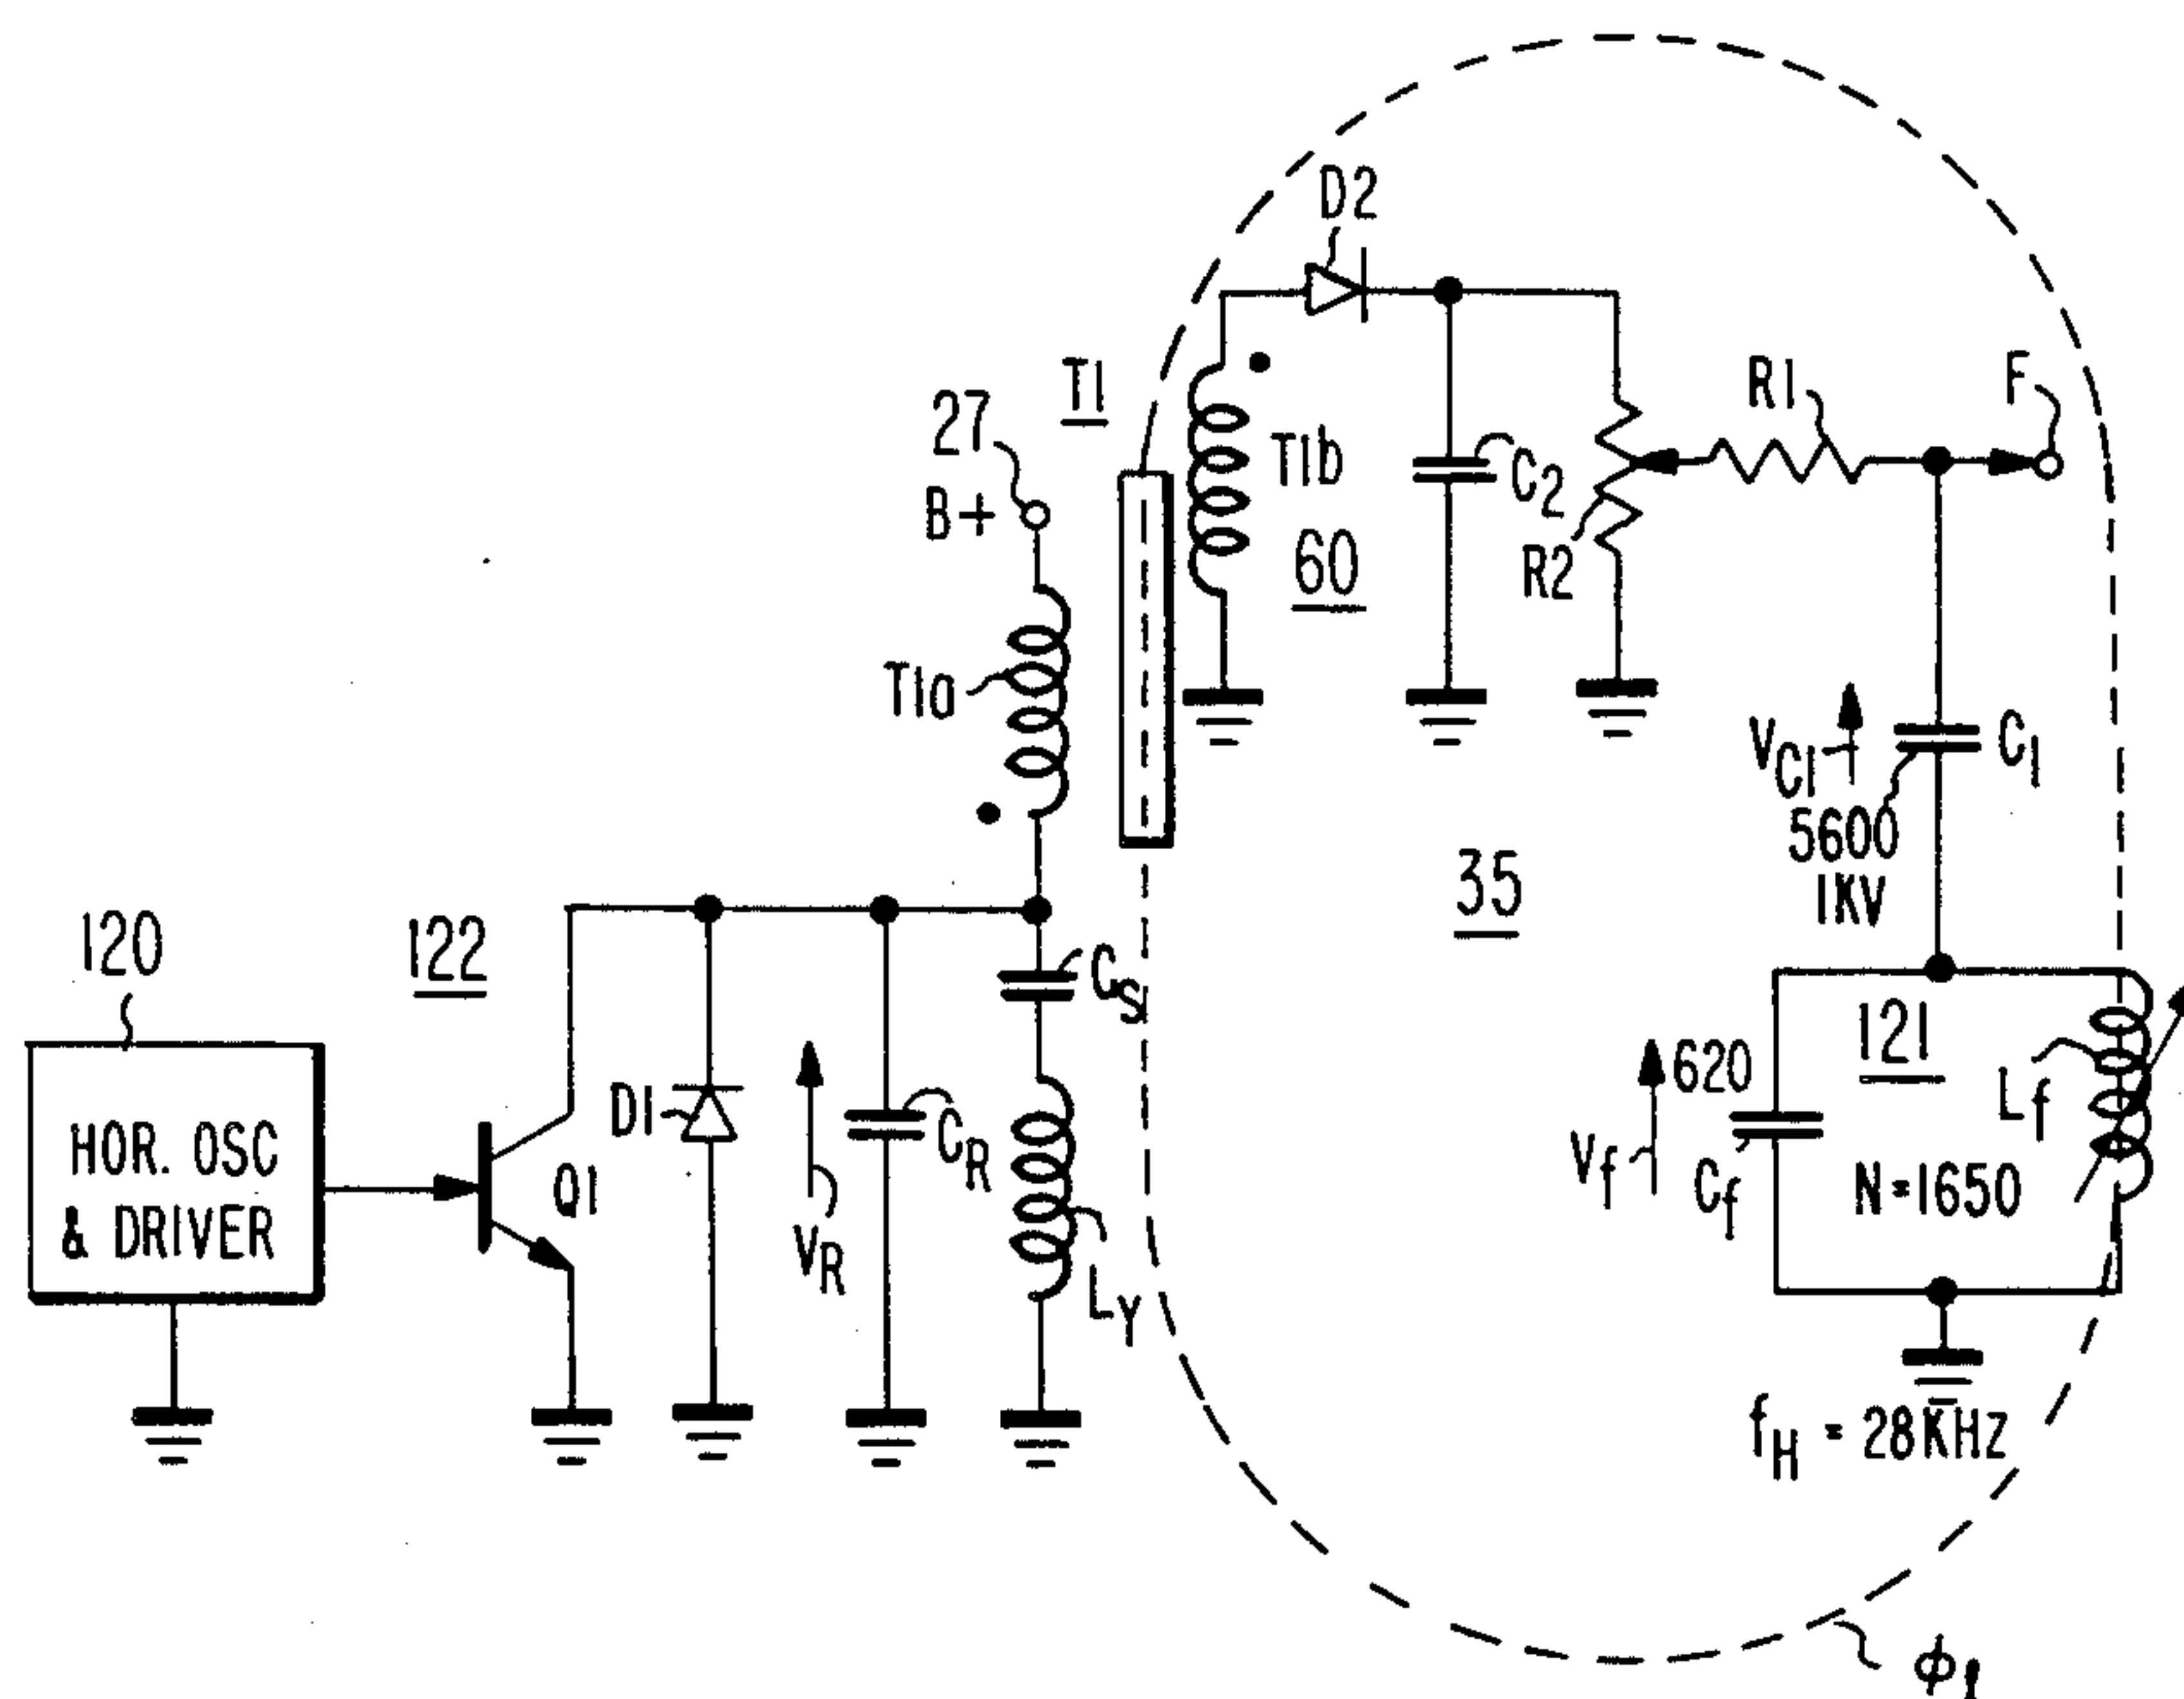 D2
T1
27
B+
T1b
60
C2
R2
R1
F
T1a
VC1
C1
5600
1KV
35
120
122
CS
121
620
Lf
HOR. OSC
& DRIVER
Q1
D1
CR
VR
LY
Vf
Cf
N=1650
fH = 28KHZ